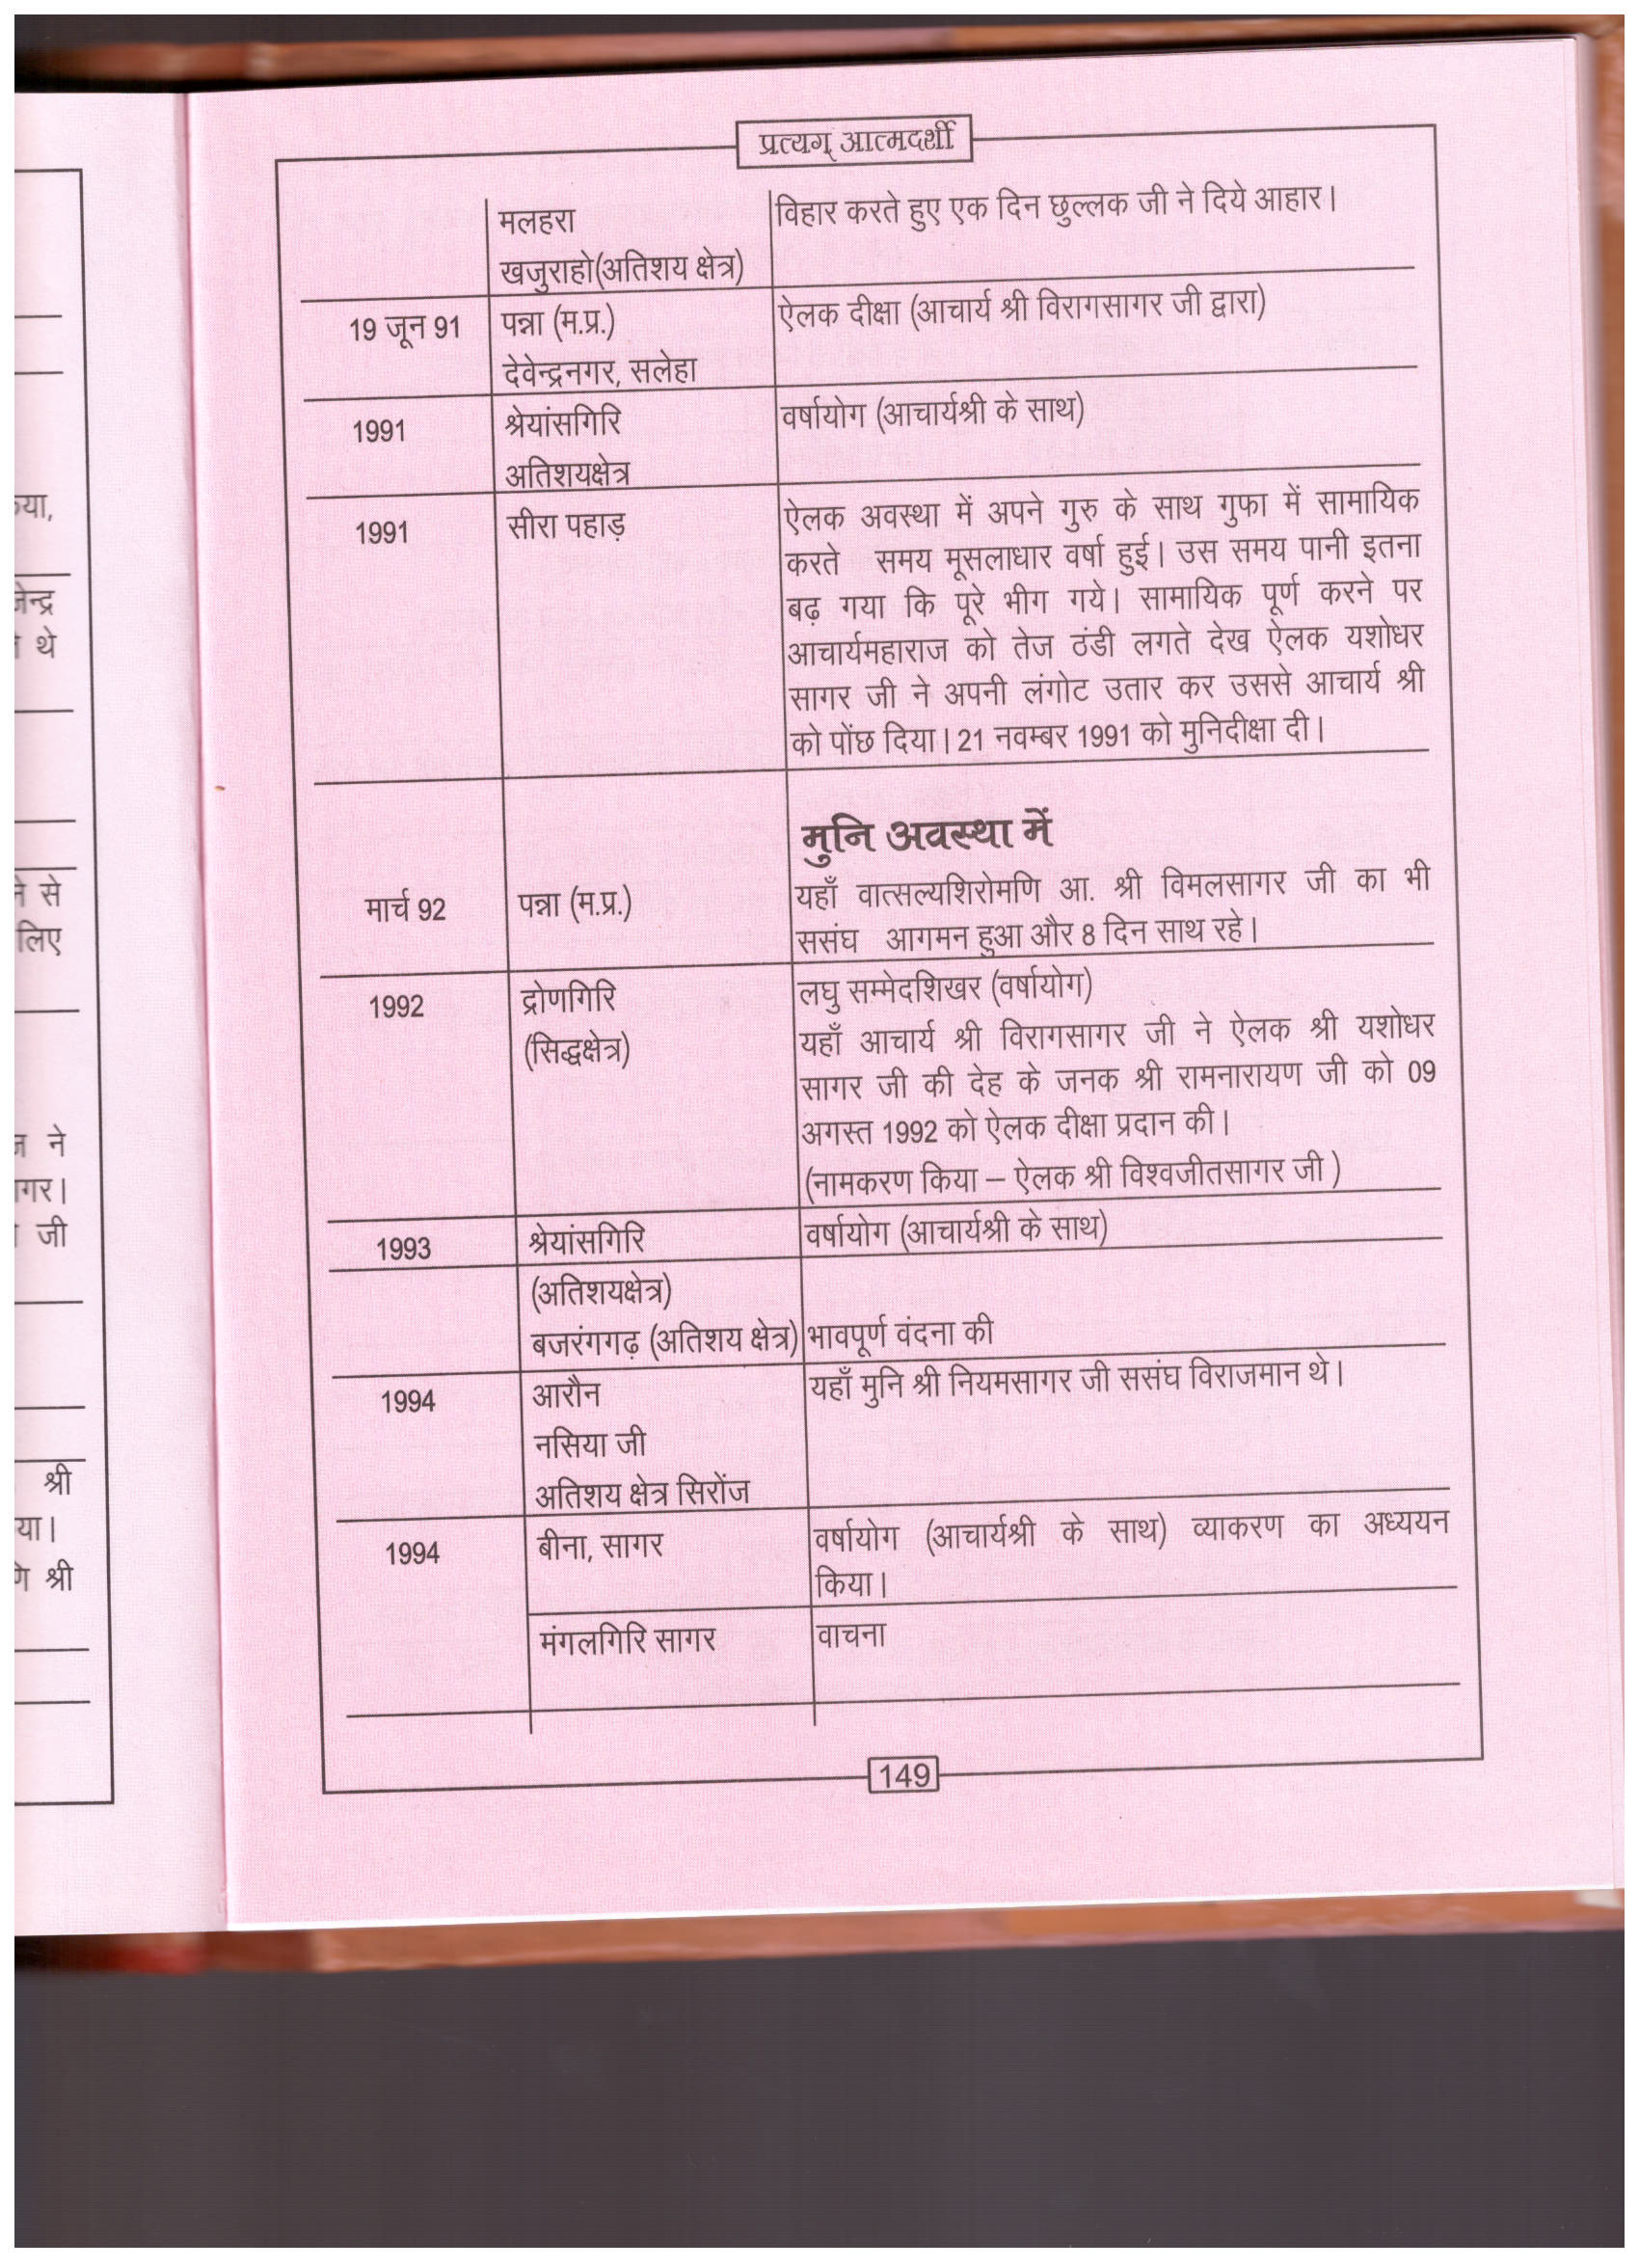 प्रत्यग् आत्मदर्शी
मलहरा
विहार करते हुए एक दिन छुल्लक जी ने दिये आहार।
खजुराहो(अतिशय क्षेत्र)
19 जून 91
पन्ना (म.प्र.)
ऐलक दीक्षा (आचार्य श्री विरागसागर जी द्वारा)
देवेन्द्रनगर, सलेहा
1991
श्रेयांसगिरि
वर्षायोग (आचार्यश्री के साथ)
अतिशयक्षेत्र
1991
सीरा पहाड़
ऐलक अवस्था में अपने गुरु के साथ गुफा में सामायिक
करते समय मूसलाधार वर्षा हुई। उस समय पानी इतना
बढ़ गया कि पूरे भीग गये। सामायिक पूर्ण करने पर
आचार्यमहाराज को तेज ठंडी लगते देख ऐलक यशोधर
सागर जी ने अपनी लंगोट उतार कर उससे आचार्य श्री
को पोंछ दिया। 21 नवम्बर 1991 को मुनिदीक्षा दी।
मुनि अवस्था में
मार्च 92
पन्ना (म.प्र.)
यहाँ वात्सल्यशिरोमणि आ. श्री विमलसागर जी का भी
ससंघ आगमन हुआ और 8 दिन साथ रहे।
1992
द्रोणगिरि
(सिद्धक्षेत्र)
लघु सम्मेदशिखर (वर्षायोग)
यहाँ आचार्य श्री विरागसागर जी ने ऐलक श्री यशोधर
सागर जी की देह के जनक श्री रामनारायण जी को 09
अगस्त 1992 को ऐलक दीक्षा प्रदान की।
(नामकरण किया – ऐलक श्री विश्वजीतसागर जी )
1993
श्रेयांसगिरि
वर्षायोग (आचार्यश्री के साथ)
(अतिशयक्षेत्र)
बजरंगगढ़ (अतिशय क्षेत्र)
भावपूर्ण वंदना की
1994
आरौन
यहाँ मुनि श्री नियमसागर जी ससंघ विराजमान थे।
नसिया जी
अतिशय क्षेत्र सिरोंज
1994
बीना, सागर
वर्षायोग (आचार्यश्री के साथ) व्याकरण का अध्ययन
किया।
मंगलगिरि सागर
वाचना
149
थे
से
लिए
ने
जी
श्री
श्री